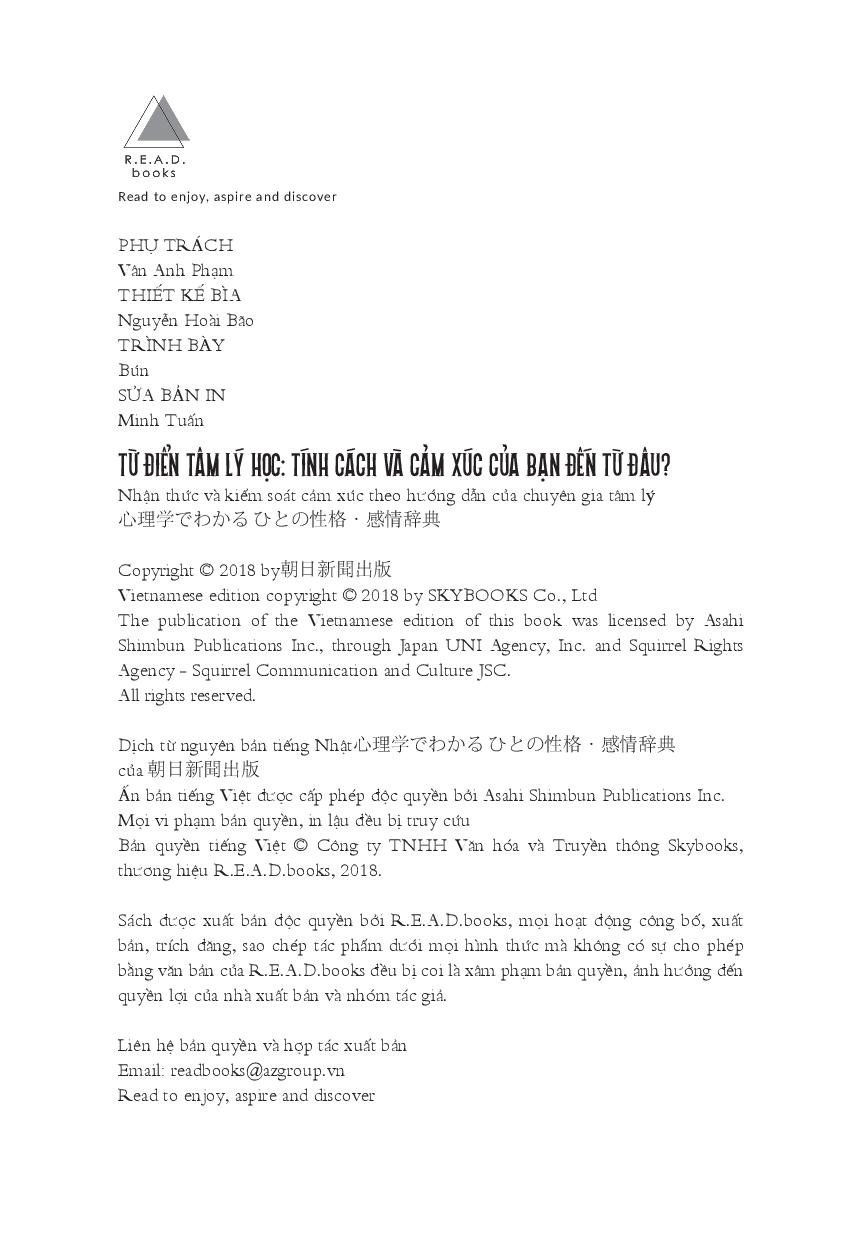 R.E.A.D.
books
Read to enjoy, aspire and discover
PHỤ TRÁCH
Vân Anh Phạm
THIẾT KẾ BÌA
Nguyễn Hoài Bão
TRÌNH BÀY
Bún
SỬA BẢN IN
Minh Tuấn
TỪ ĐIỂN TÂM LÝ HỌC: TÍNH CÁCH VÀ CẢM XÚC CỦA BẠN ĐẾN TỪ ĐÂU?
Nhận thức và kiểm soát cảm xúc theo hướng dẫn của chuyên gia tâm lý
心理学でわかる ひとの性格・感情辞典
Copyright © 2018 by朝日新聞出版
Vietnamese edition copyright © 2018 by SKYBOOKS Co., Ltd
The publication of the Vietnamese edition of this book was licensed by Asahi
Shimbun Publications Inc., through Japan UNI Agency, Inc. and Squirrel Rights
Agency – Squirrel Communication and Culture JSC.
All rights reserved.
Dịch từ nguyên bản tiếng Nhật心理学でわかる ひとの性格・感情辞典
của 朝日新聞出版
Ấn bản tiếng Việt được cấp phép độc quyền bởi Asahi Shimbun Publications Inc.
Mọi vi phạm bản quyền, in lậu đều bị truy cứu
Bản quyền tiếng Việt © Công ty TNHH Văn hóa và Truyền thông Skybooks,
thương hiệu R.E.A.D.books, 2018.
Sách được xuất bản độc quyền bởi R.E.A.D.books, mọi hoạt động công bố, xuất
bản, trích đăng, sao chép tác phẩm dưới mọi hình thức mà không có sự cho phép
bằng văn bản của R.E.A.D.books đều bị coi là xâm phạm bản quyền, ảnh hưởng đến
quyền lợi của nhà xuất bản và nhóm tác giả.
Liên hệ bản quyền và hợp tác xuất bản
Email: readbooks@azgroup.vn
Read to enjoy, aspire and discover